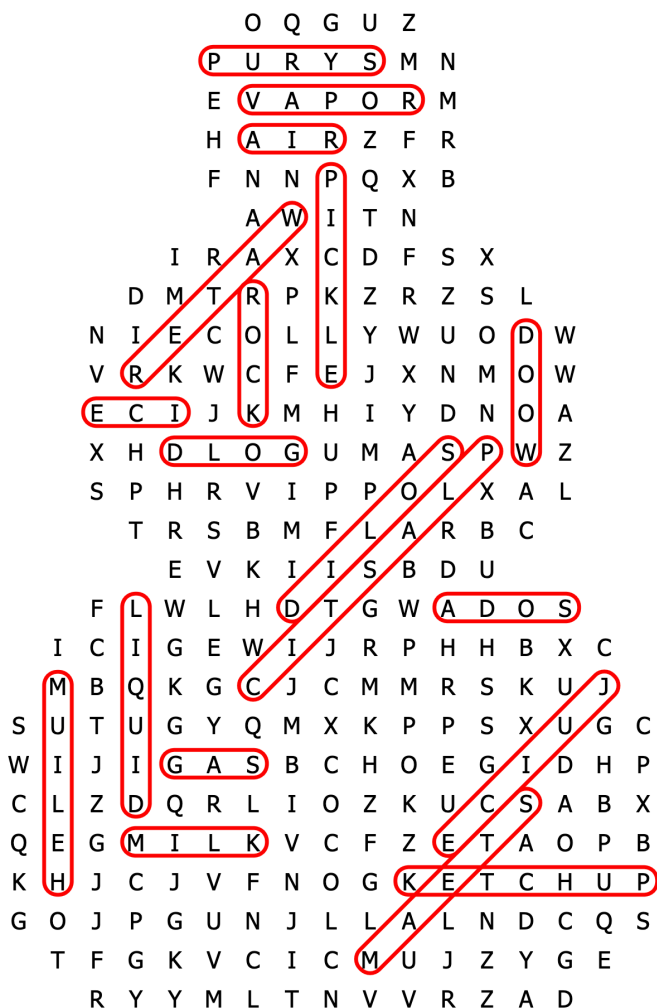 O Q G U Z
P U R Y S M N
E V A P O R M
H A I R Z F R
F N N P Q X B
A W I T N
I R A X C D F S X
D M T R P K Z R Z S L
N I E C O L L Y W U O D W
V R K W C F E J X N M O W
E C I J K M H I Y D N O A
X H D L O G U M A S P W Z
S P H R V I P P O L X A L
T R S B M F L A R B C
E V K I I S B D U
F L W L H D T G W A D O S
I C I G E W I J R P H H B X C
M B Q K G C J C M M R S K U J
S U T U G Y Q M X K P P S X U G C
W I J I G A S B C H O E G I D H P
C L Z D Q R L I O Z K U C S A B X
Q E G M I L K V C F Z E T A O P B
K H J C J V F N O G K E T C H U P
G O J P G U N J L L A L N D C Q S
T F G K V C I C M U J Z Y G E
R Y Y M L T N V V R Z A D